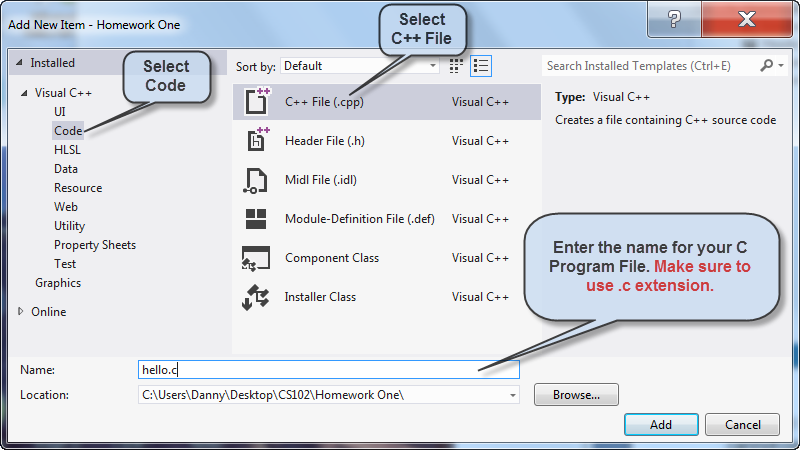 Add New Item - Homework One
?
X
Select
C++ File
Installed
Select
Code
Sort by: Default
Search Installed Templates (Ctrl+E)
Visual C++
UI
Code
HLSL
Data
Resource
Web
Utility
Property Sheets
Test
Graphics
Online
C++ File (.cpp) Visual C++
Header File (.h) Visual C++
Midl File (.idl) Visual C++
Module-Definition File (.def) Visual C++
Component Class Visual C++
Installer Class Visual C++
Type: Visual C++
Creates a file containing C++ source code
Enter the name for your C
Program File. Make sure to
use .c extension.
Name: hello.c
Location: C:\Users\Danny\Desktop\CS102\Homework One\
Browse...
Add Cancel